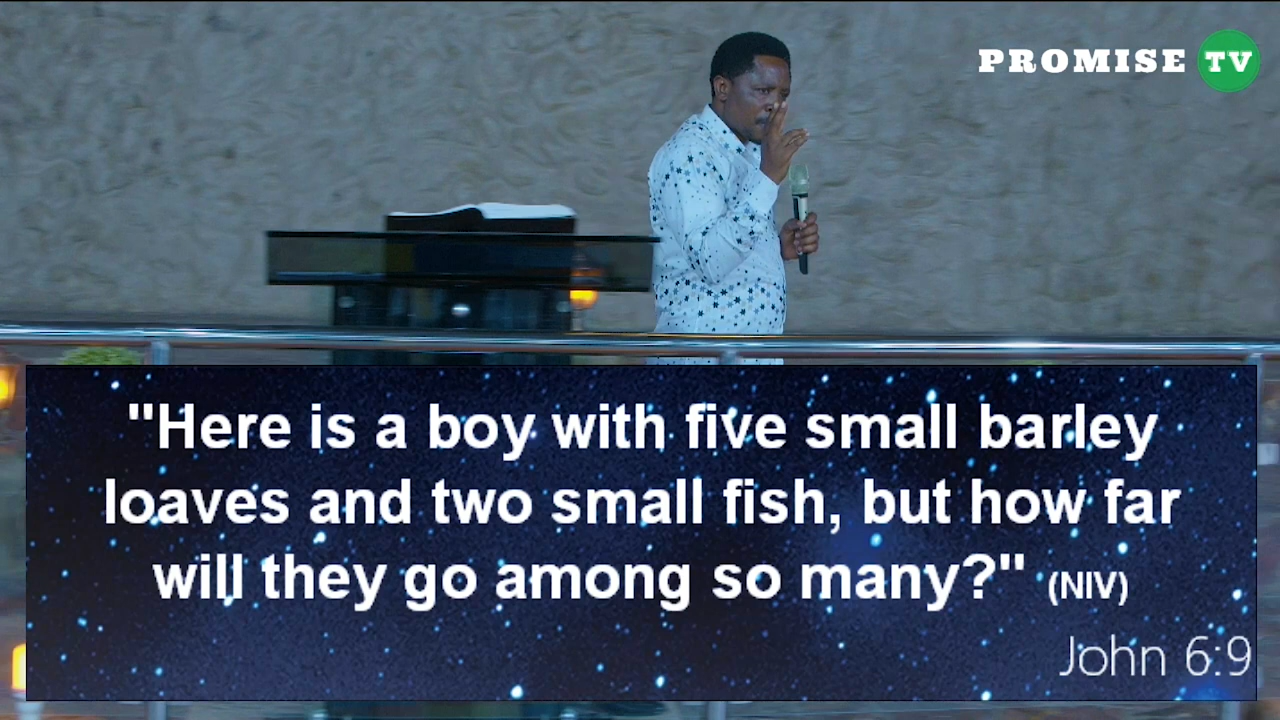 PROMISE TV
"Here is a boy with five small barley
loaves and two small fish, but how far
will they go among so many?" (NIV)
John 6:9